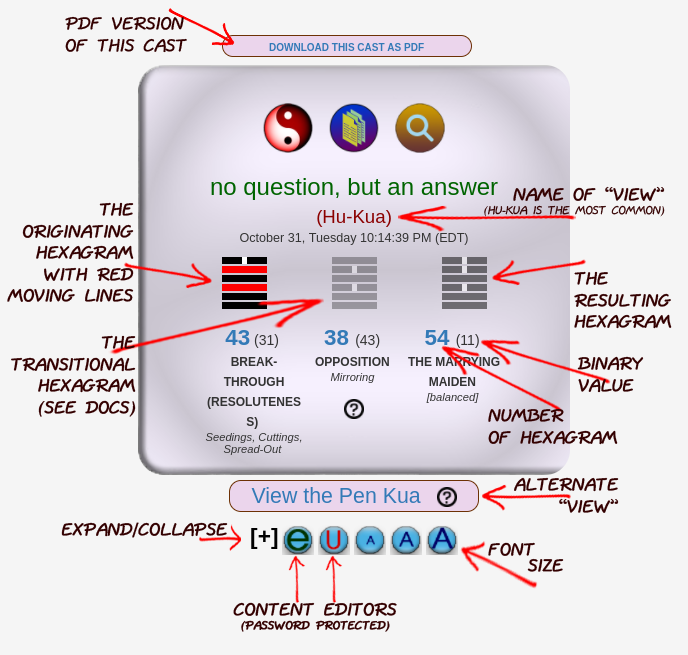 PDF VERSION
OF THIS CAST
DOWNLOAD THIS CAST AS PDF
no question, but an answer
(Hu-Kua)
October 31, Tuesday 10:14:39 PM (EDT)
NAME OF "VIEW"
(HU-KUA IS THE MOST COMMON)
THE
ORIGINATING
HEXAGRAM
WITH RED
MOVING LINES
THE
RESULTING
HEXAGRAM
THE
TRANSITIONAL
HEXAGRAM
(SEE DOCS)
43 (31)
BREAK-
THROUGH
(RESOLUTENES
S)
Seedings, Cuttings,
Spread-Out
38 (43)
OPPOSITION
Mirroring
?
54 (11)
THE MARRYING
MAIDEN
[balanced]
BINARY
VALUE
NUMBER
OF HEXAGRAM
View the Pen Kua ?
ALTERNATE
"VIEW"
EXPAND/COLLAPSE
[+] e U A A A
FONT
SIZE
CONTENT EDITORS
(PASSWORD PROTECTED)